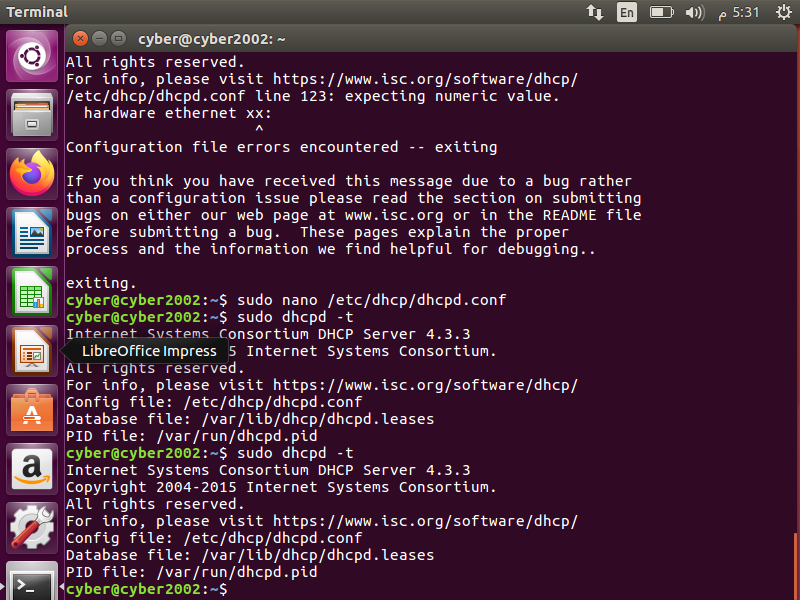 Terminal
En
م 5:31
cyber@cyber2002: ~
All rights reserved.
For info, please visit https://www.isc.org/software/dhcp/
/etc/dhcp/dhcpd.conf line 123: expecting numeric value.
  hardware ethernet xx:
                     ^
Configuration file errors encountered -- exiting
If you think you have received this message due to a bug rather
than a configuration issue please read the section on submitting
bugs on either our web page at www.isc.org or in the README file
before submitting a bug.  These pages explain the proper
process and the information we find helpful for debugging..
exiting.
cyber@cyber2002:~$ sudo nano /etc/dhcp/dhcpd.conf
cyber@cyber2002:~$ sudo dhcpd -t
Internet Systems Consortium DHCP Server 4.3.3
LibreOffice Impress
5 Internet Systems Consortium.
All rights reserved.
For info, please visit https://www.isc.org/software/dhcp/
Config file: /etc/dhcp/dhcpd.conf
Database file: /var/lib/dhcp/dhcpd.leases
PID file: /var/run/dhcpd.pid
cyber@cyber2002:~$ sudo dhcpd -t
Internet Systems Consortium DHCP Server 4.3.3
Copyright 2004-2015 Internet Systems Consortium.
All rights reserved.
For info, please visit https://www.isc.org/software/dhcp/
Config file: /etc/dhcp/dhcpd.conf
Database file: /var/lib/dhcp/dhcpd.leases
PID file: /var/run/dhcpd.pid
cyber@cyber2002:~$